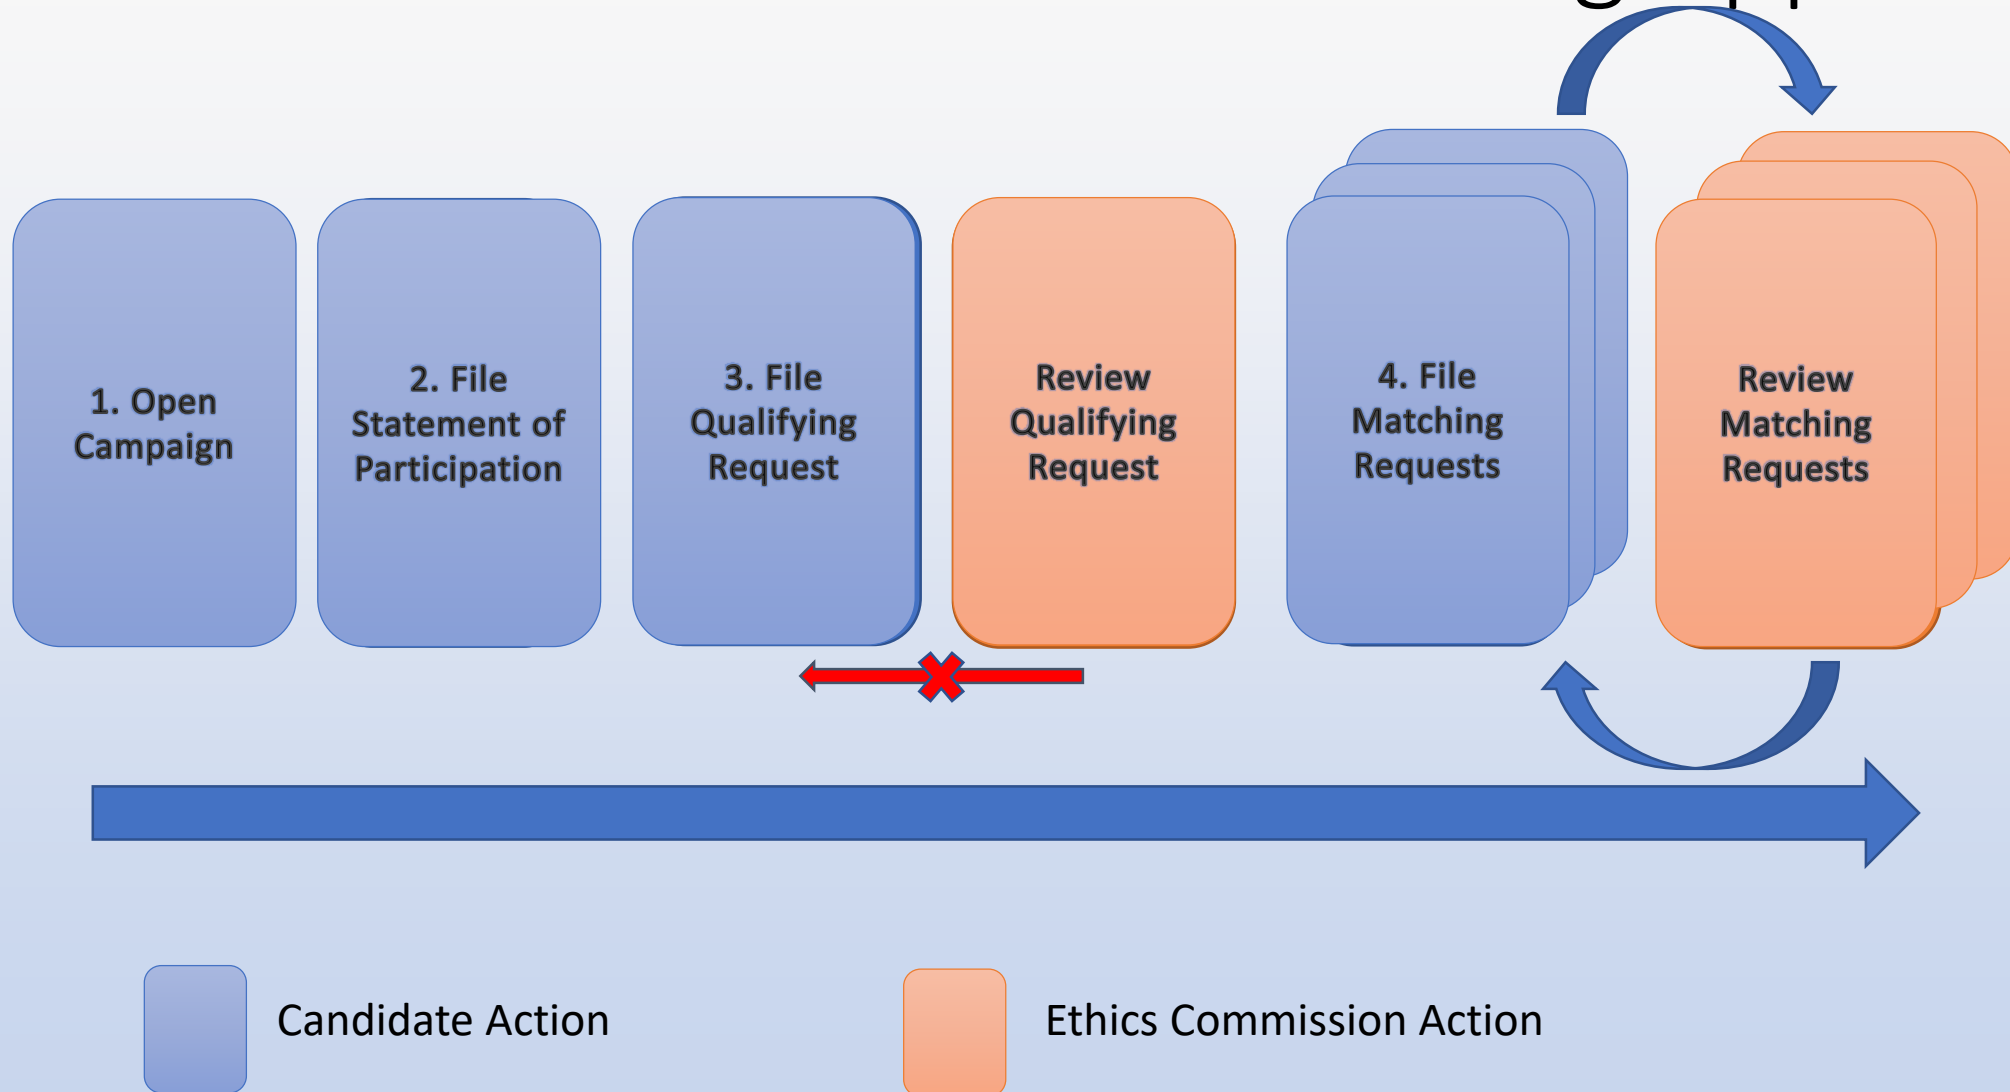 1. Open
Campaign
2. File
Statement of
Participation
3. File
Qualifying
Request
Review
Qualifying
Request
4. File
Matching
Requests
Review
Matching
Requests
Candidate Action
Ethics Commission Action